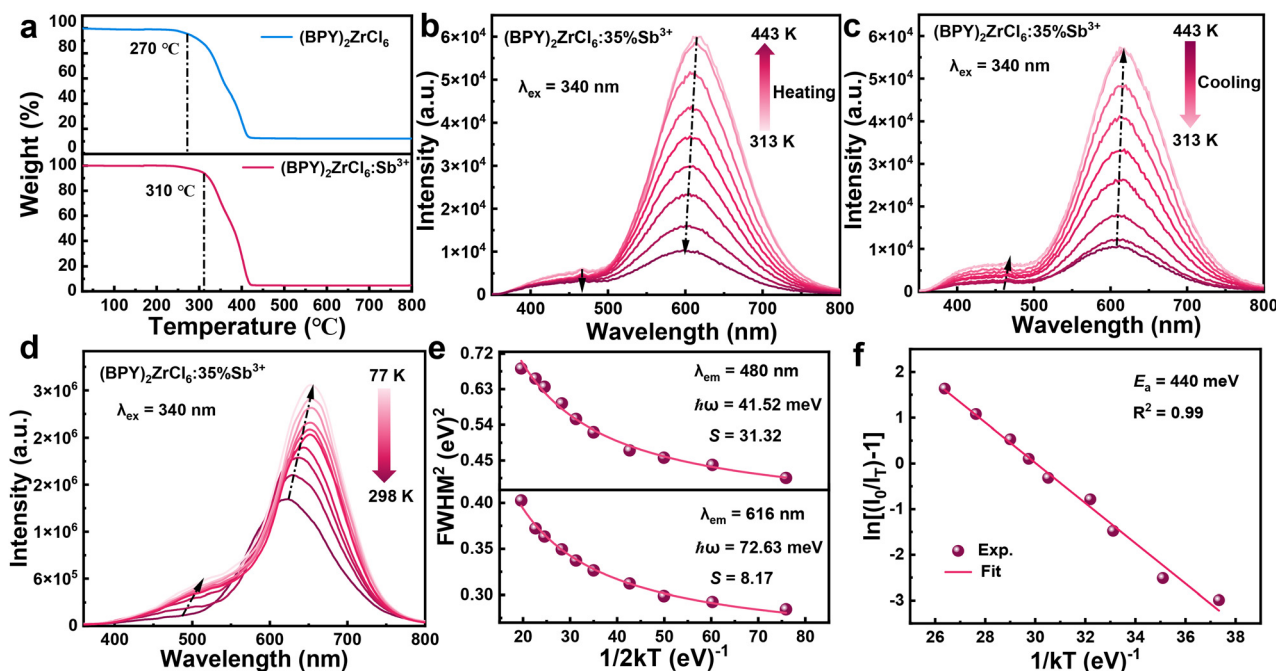 a
270 ℃
(BPY)₂ZrCl₆
100
80
60
40
20
0
310 ℃
(BPY)₂ZrCl₆:Sb³⁺
100
80
60
40
20
0
Weight (%)
100 200 300 400 500 600 700 800
Temperature (℃)
b
(BPY)₂ZrCl₆:35%Sb³⁺
λex = 340 nm
443 K
Heating
313 K
6×10⁴
5×10⁴
4×10⁴
3×10⁴
2×10⁴
1×10⁴
0
Intensity (a.u.)
400 500 600 700 800
Wavelength (nm)
c
(BPY)₂ZrCl₆:35%Sb³⁺
λex = 340 nm
443 K
Cooling
313 K
6×10⁴
5×10⁴
4×10⁴
3×10⁴
2×10⁴
1×10⁴
0
Intensity (a.u.)
400 500 600 700 800
Wavelength (nm)
d
(BPY)₂ZrCl₆:35%Sb³⁺
λex = 340 nm
77 K
298 K
3×10⁶
2×10⁶
2×10⁶
1×10⁶
6×10⁵
0
Intensity (a.u.)
400 500 600 700 800
Wavelength (nm)
e
λem = 480 nm
ℏω = 41.52 meV
S = 31.32
0.72
0.63
0.54
0.45
λem = 616 nm
ℏω = 72.63 meV
S = 8.17
0.40
0.35
0.30
FWHM² (eV)²
20 30 40 50 60 70 80
1/2kT (eV)⁻¹
f
Eₐ = 440 meV
R² = 0.99
Exp.
Fit
2
1
0
-1
-2
-3
ln[(I₀/I_T)-1]
26 28 30 32 34 36 38
1/kT (eV)⁻¹